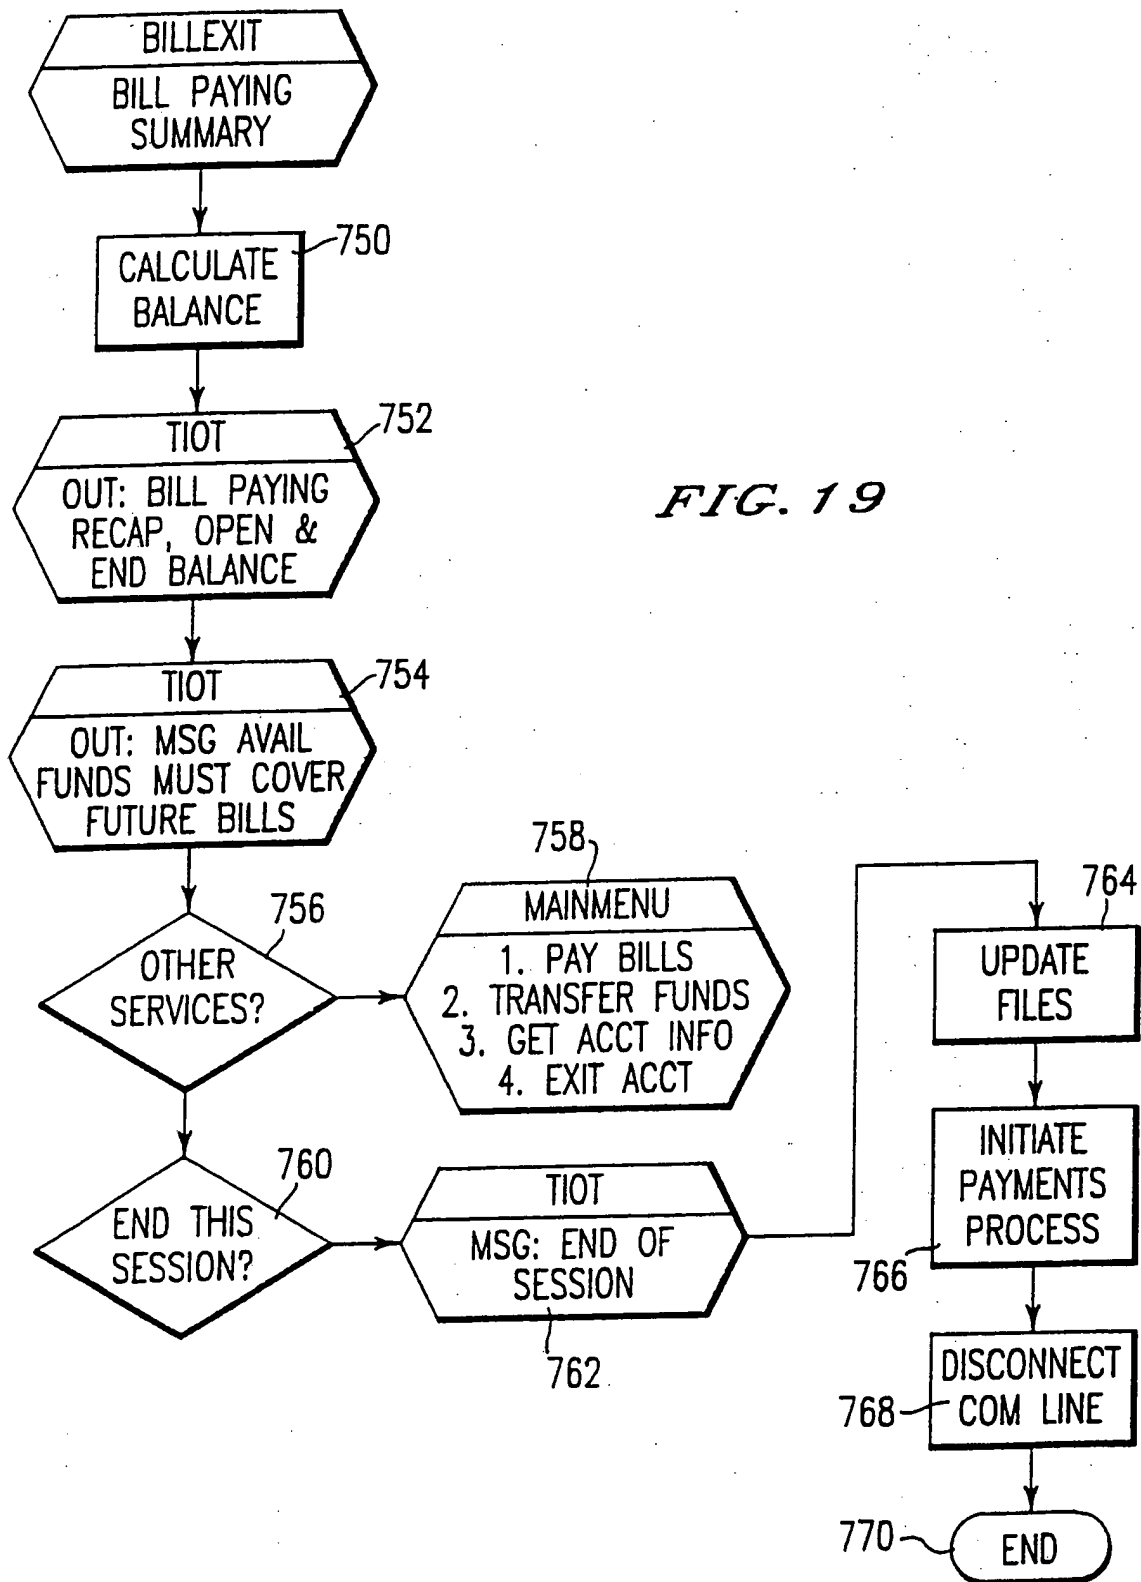 BILLEXIT
BILL PAYING
SUMMARY
750
CALCULATE
BALANCE
752
TIOT
OUT: BILL PAYING
RECAP, OPEN &
END BALANCE
FIG. 19
754
TIOT
OUT: MSG AVAIL
FUNDS MUST COVER
FUTURE BILLS
756
OTHER
SERVICES?
758
MAINMENU
1. PAY BILLS
2. TRANSFER FUNDS
3. GET ACCT INFO
4. EXIT ACCT
760
END THIS
SESSION?
TIOT
MSG: END OF
SESSION
762
764
UPDATE
FILES
INITIATE
PAYMENTS
PROCESS
766
DISCONNECT
COM LINE
768
770
END